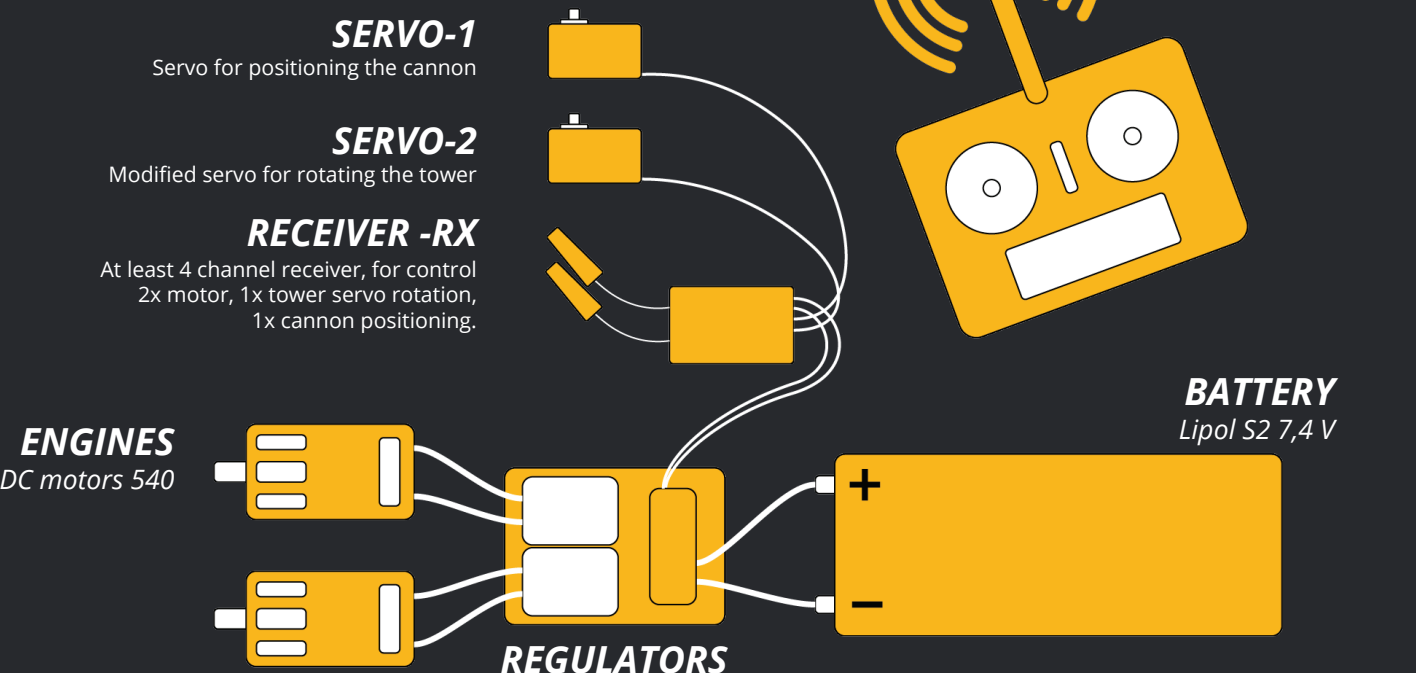 SERVO-1
Servo for positioning the cannon
SERVO-2
Modified servo for rotating the tower
RECEIVER -RX
At least 4 channel receiver, for control
2x motor, 1x tower servo rotation,
1x cannon positioning.
BATTERY
Lipol S2 7,4 V
ENGINES
DC motors 540
+
−
REGULATORS